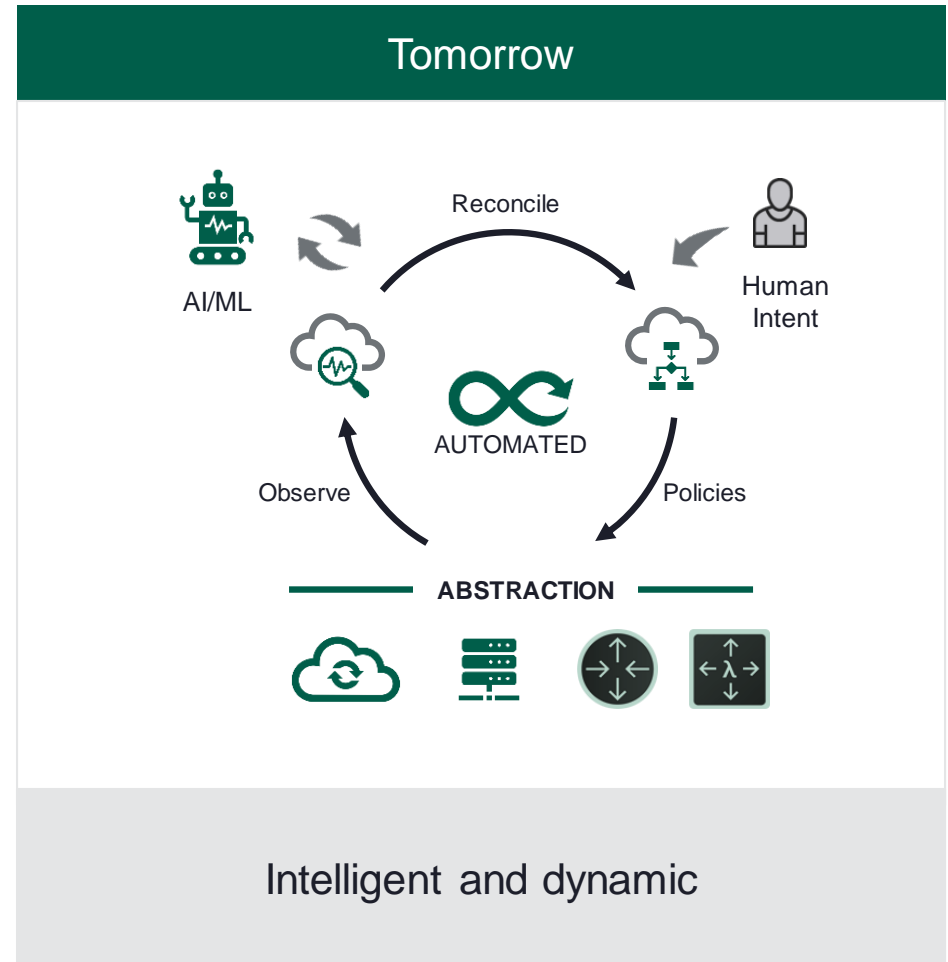 Tomorrow
Reconcile
AI/ML
Human
Intent
AUTOMATED
Observe
Policies
ABSTRACTION
λ
Intelligent and dynamic